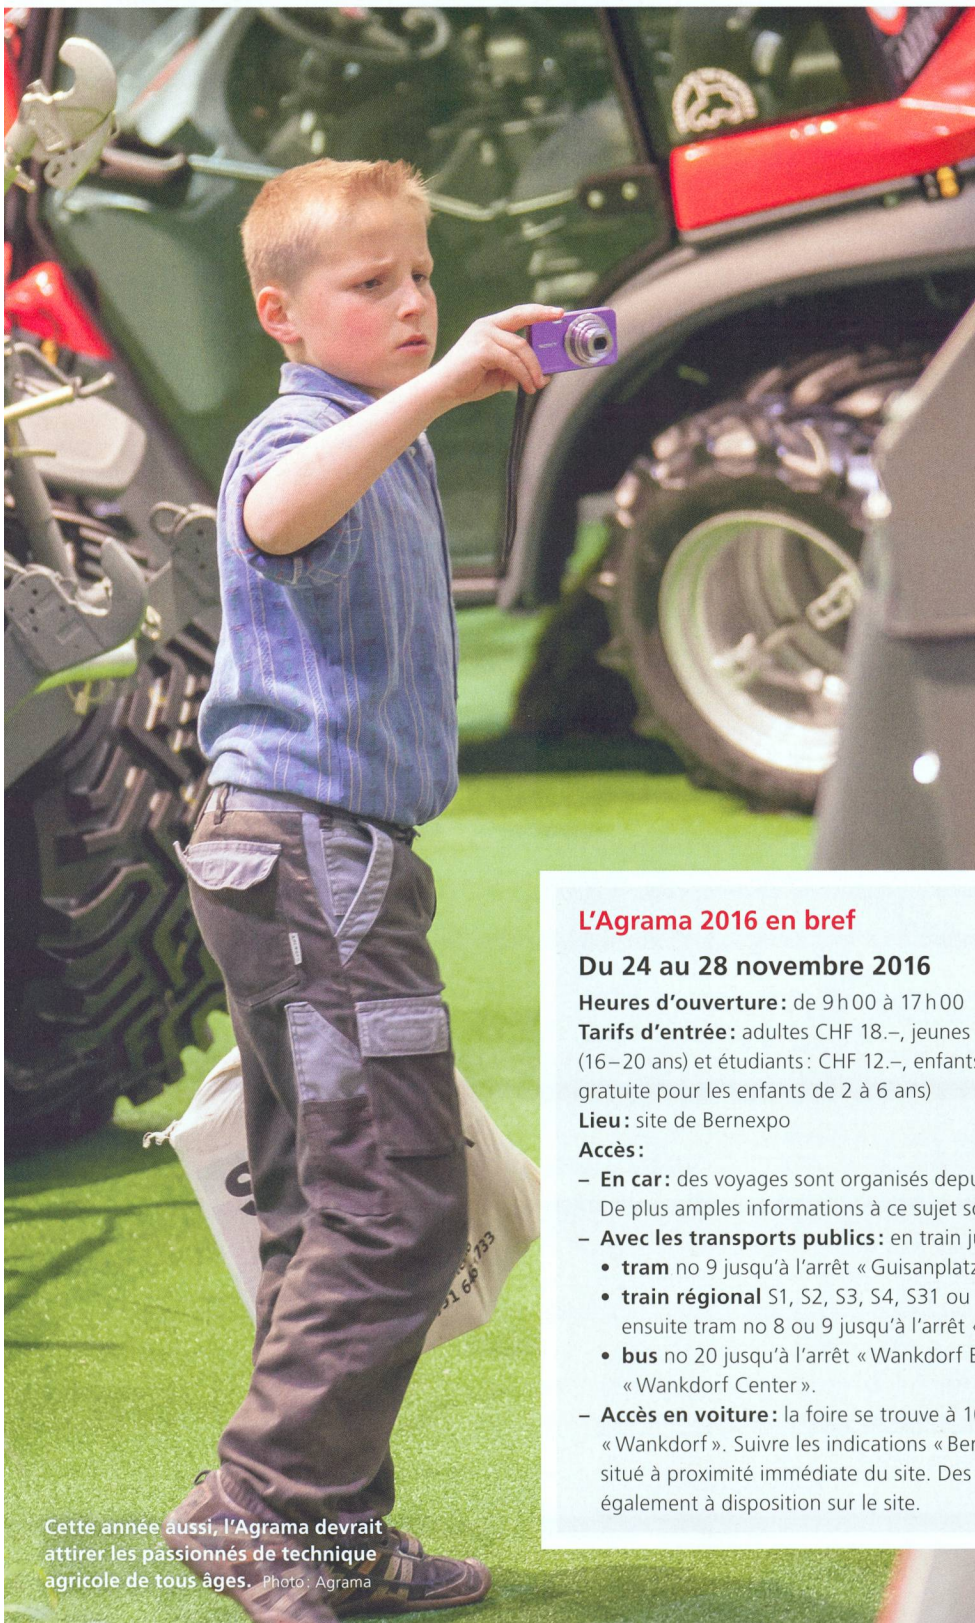 L'Agrama 2016 en bref
Du 24 au 28 novembre 2016
Heures d'ouverture: de 9h00 à 17h00
Tarifs d'entrée: adultes CHF 18.–, jeunes
(16–20 ans) et étudiants: CHF 12.–, enfants
gratuite pour les enfants de 2 à 6 ans)
Lieu: site de Bernexpo
Accès:
– En car: des voyages sont organisés
De plus amples informations à ce sujet
– Avec les transports publics: en train
• tram no 9 jusqu'à l'arrêt «Guisanplatz
• train régional S1, S2, S3, S4, S31 ou
ensuite tram no 8 ou 9 jusqu'à l'arrêt «
• bus no 20 jusqu'à l'arrêt «Wankdorf
«Wankdorf Center».
– Accès en voiture: la foire se trouve à
«Wankdorf». Suivre les indications «
situé à proximité immédiate du site. Des
également à disposition sur le site.
Cette année aussi, l'Agrama devrait
attirer les passionnés de technique
agricole de tous âges. Photo: Agrama